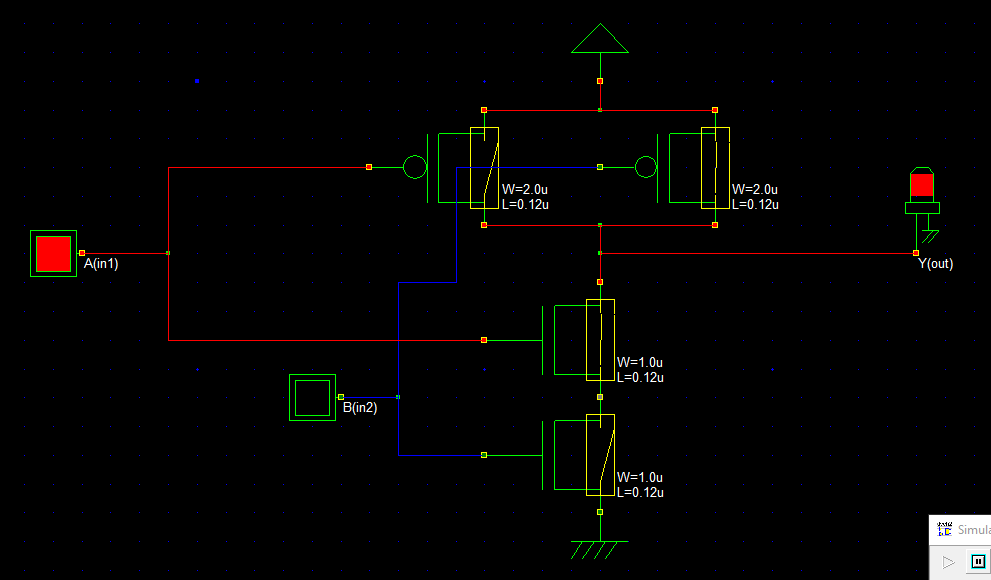 W=2.0u
L=0.12u
W=2.0u
L=0.12u
A(in1)
Y(out)
W=1.0u
L=0.12u
B(in2)
W=1.0u
L=0.12u
Simula